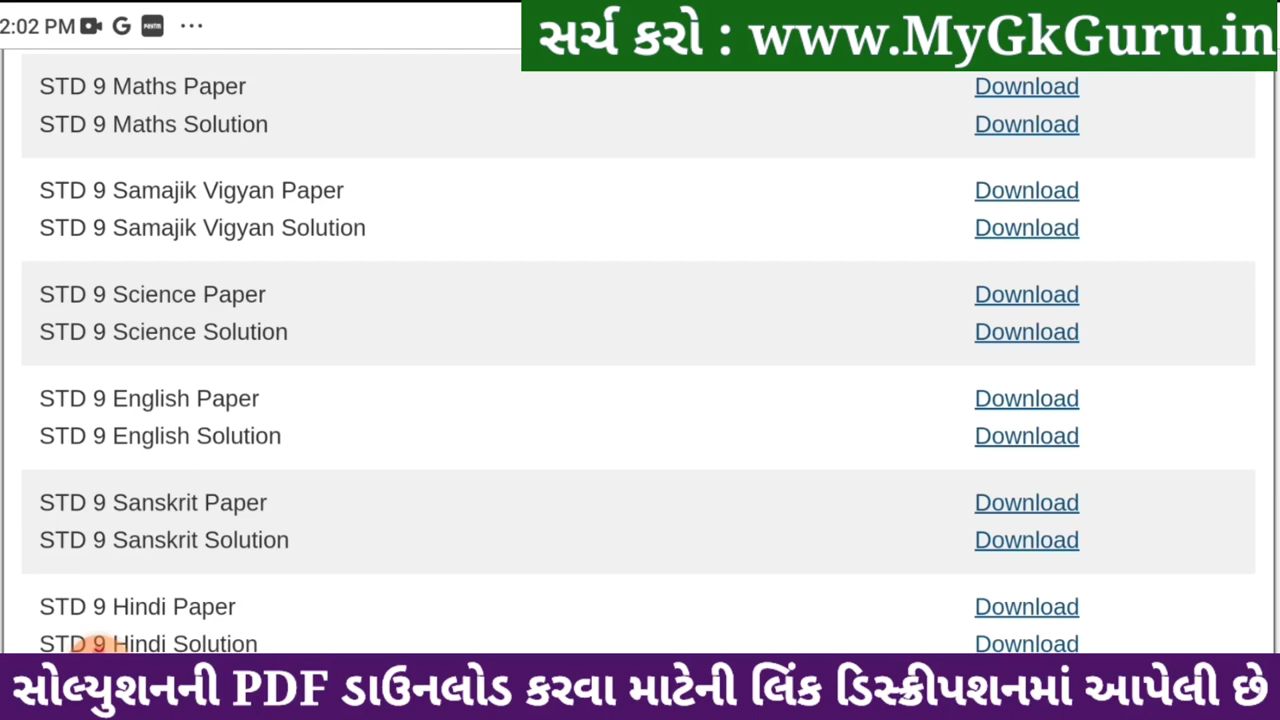 2:02 PM G Paytm ...
સર્ચ કરો : www.MyGkGuru.in
STD 9 Maths Paper Download
STD 9 Maths Solution Download
STD 9 Samajik Vigyan Paper Download
STD 9 Samajik Vigyan Solution Download
STD 9 Science Paper Download
STD 9 Science Solution Download
STD 9 English Paper Download
STD 9 English Solution Download
STD 9 Sanskrit Paper Download
STD 9 Sanskrit Solution Download
STD 9 Hindi Paper Download
STD 9 Hindi Solution Download
સોલ્યુશનની PDF ડાઉનલોડ કરવા માટેની લિંક ડિસ્ક્રીપશનમાં આપેલી છે